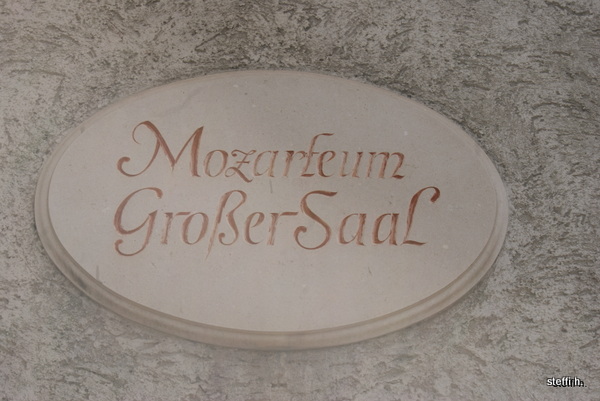 Mozarteum
Großer Saal
steffi h.